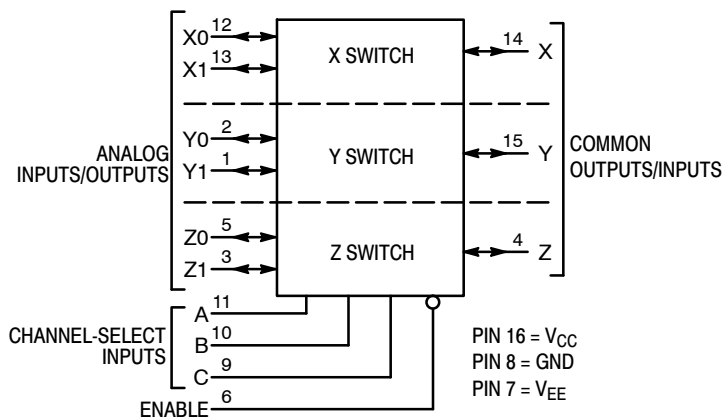 X0 12
X1 13
X SWITCH
14 X
Y0 2
Y1 1
Y SWITCH
15 Y
Z0 5
Z1 3
Z SWITCH
4 Z
ANALOG
INPUTS/OUTPUTS
COMMON
OUTPUTS/INPUTS
CHANNEL-SELECT
INPUTS
A 11
B 10
C 9
ENABLE 6
PIN 16 = VCC
PIN 8 = GND
PIN 7 = VEE